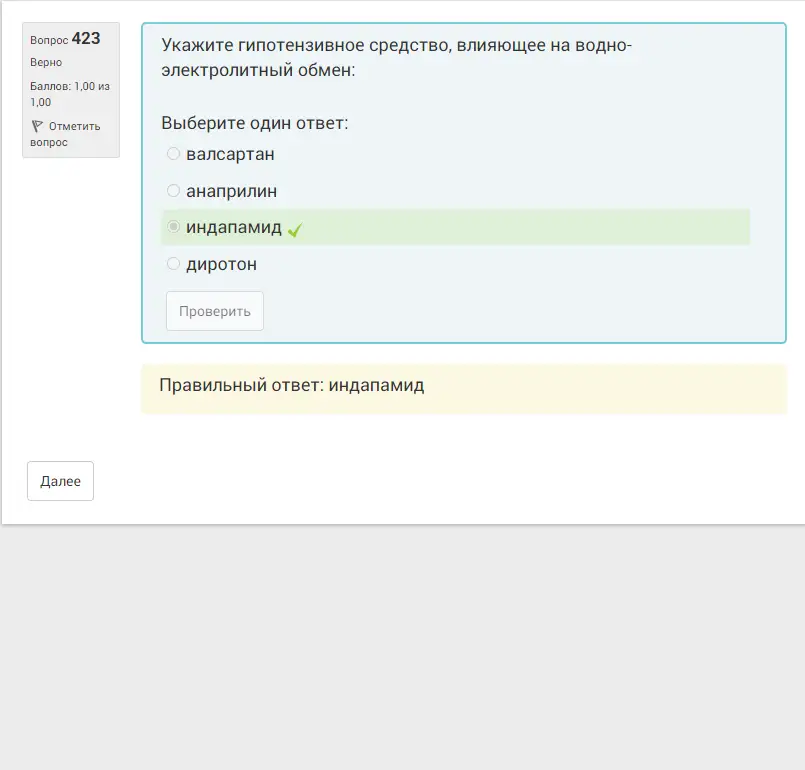 Вопрос 423
Верно
Баллов: 1,00 из
1,00
Отметить
вопрос
Укажите гипотензивное средство, влияющее на водно-
электролитный обмен:
Выберите один ответ:
валсартан
анаприлин
индапамид
диротон
Проверить
Правильный ответ: индапамид
Далее